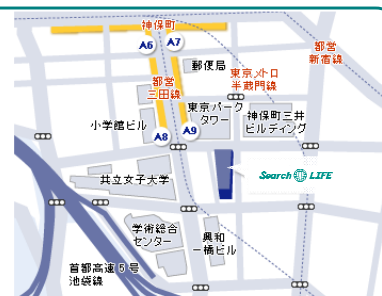 神保町
A6
A7
郵便局
都営
新宿線
都営
三田線
東京メトロ
半蔵門線
東京パーク
タワー
神保町三井
ビルディング
小学館ビル
A8
A9
共立女子大学
Search LIFE
学術総合
センター
興和
一橋ビル
首都高速5号
池袋線